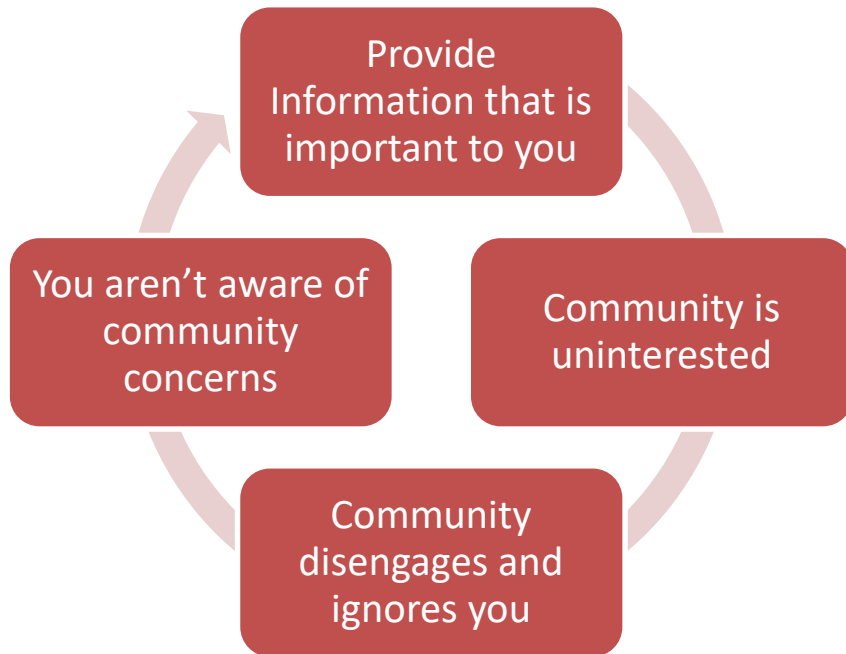 Provide
Information that is
important to you
Community is
uninterested
Community
disengages and
ignores you
You aren’t aware of
community
concerns